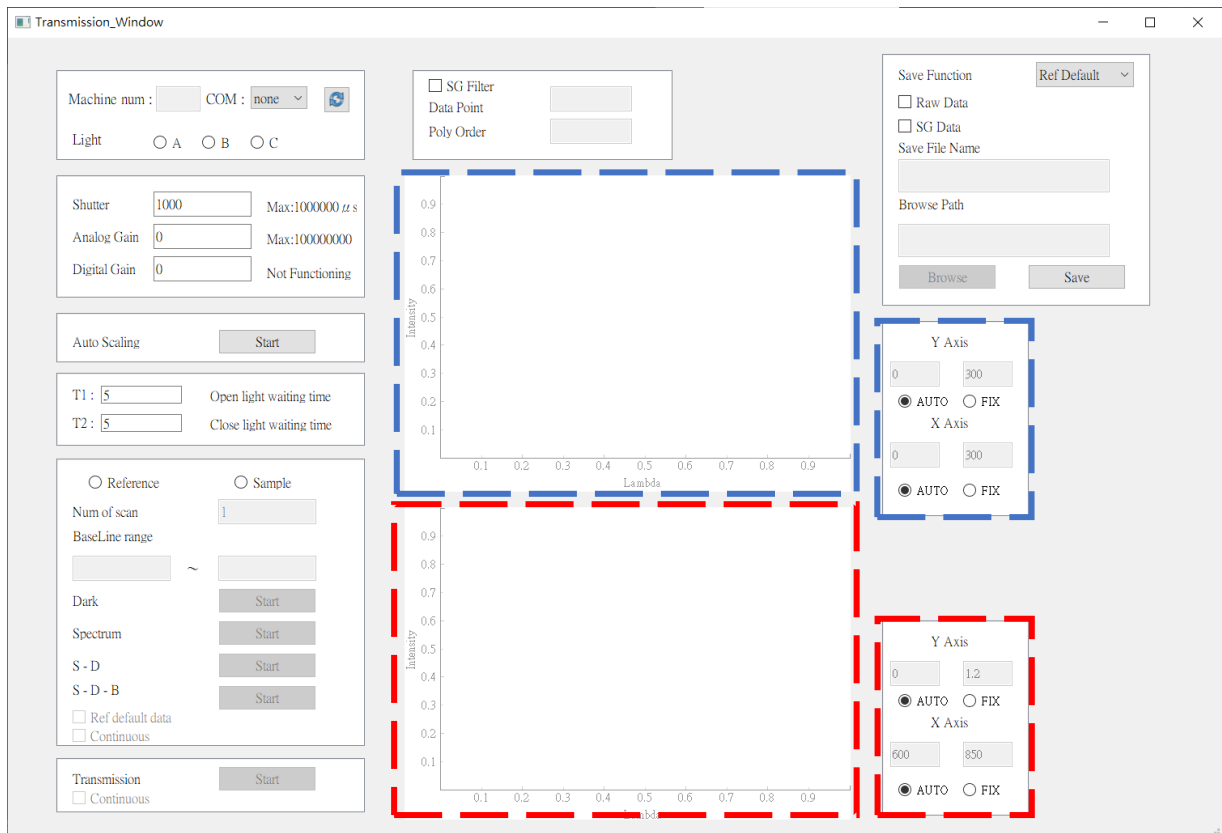 Transmission_Window
Machine num :
COM : none
Light
A B C
Shutter 1000 Max:1000000 μs
Analog Gain 0 Max:100000000
Digital Gain 0 Not Functioning
Auto Scaling Start
T1 : 5 Open light waiting time
T2 : 5 Close light waiting time
Reference Sample
Num of scan 1
BaseLine range
~
Dark Start
Spectrum Start
S - D Start
S - D - B Start
Ref default data
Continuous
Transmission Start
Continuous
SG Filter
Data Point
Poly Order
0.9
0.8
0.7
0.6
0.5
0.4
0.3
0.2
0.1
Intensity
0.1 0.2 0.3 0.4 0.5 0.6 0.7 0.8 0.9
Lambda
0.9
0.8
0.7
0.6
0.5
0.4
0.3
0.2
0.1
Intensity
0.1 0.2 0.3 0.4 0.5 0.6 0.7 0.8 0.9
Lambda
Save Function Ref Default
Raw Data
SG Data
Save File Name
Browse Path
Browse Save
Y Axis
0 300
AUTO FIX
X Axis
0 300
AUTO FIX
Y Axis
0 1.2
AUTO FIX
X Axis
600 850
AUTO FIX